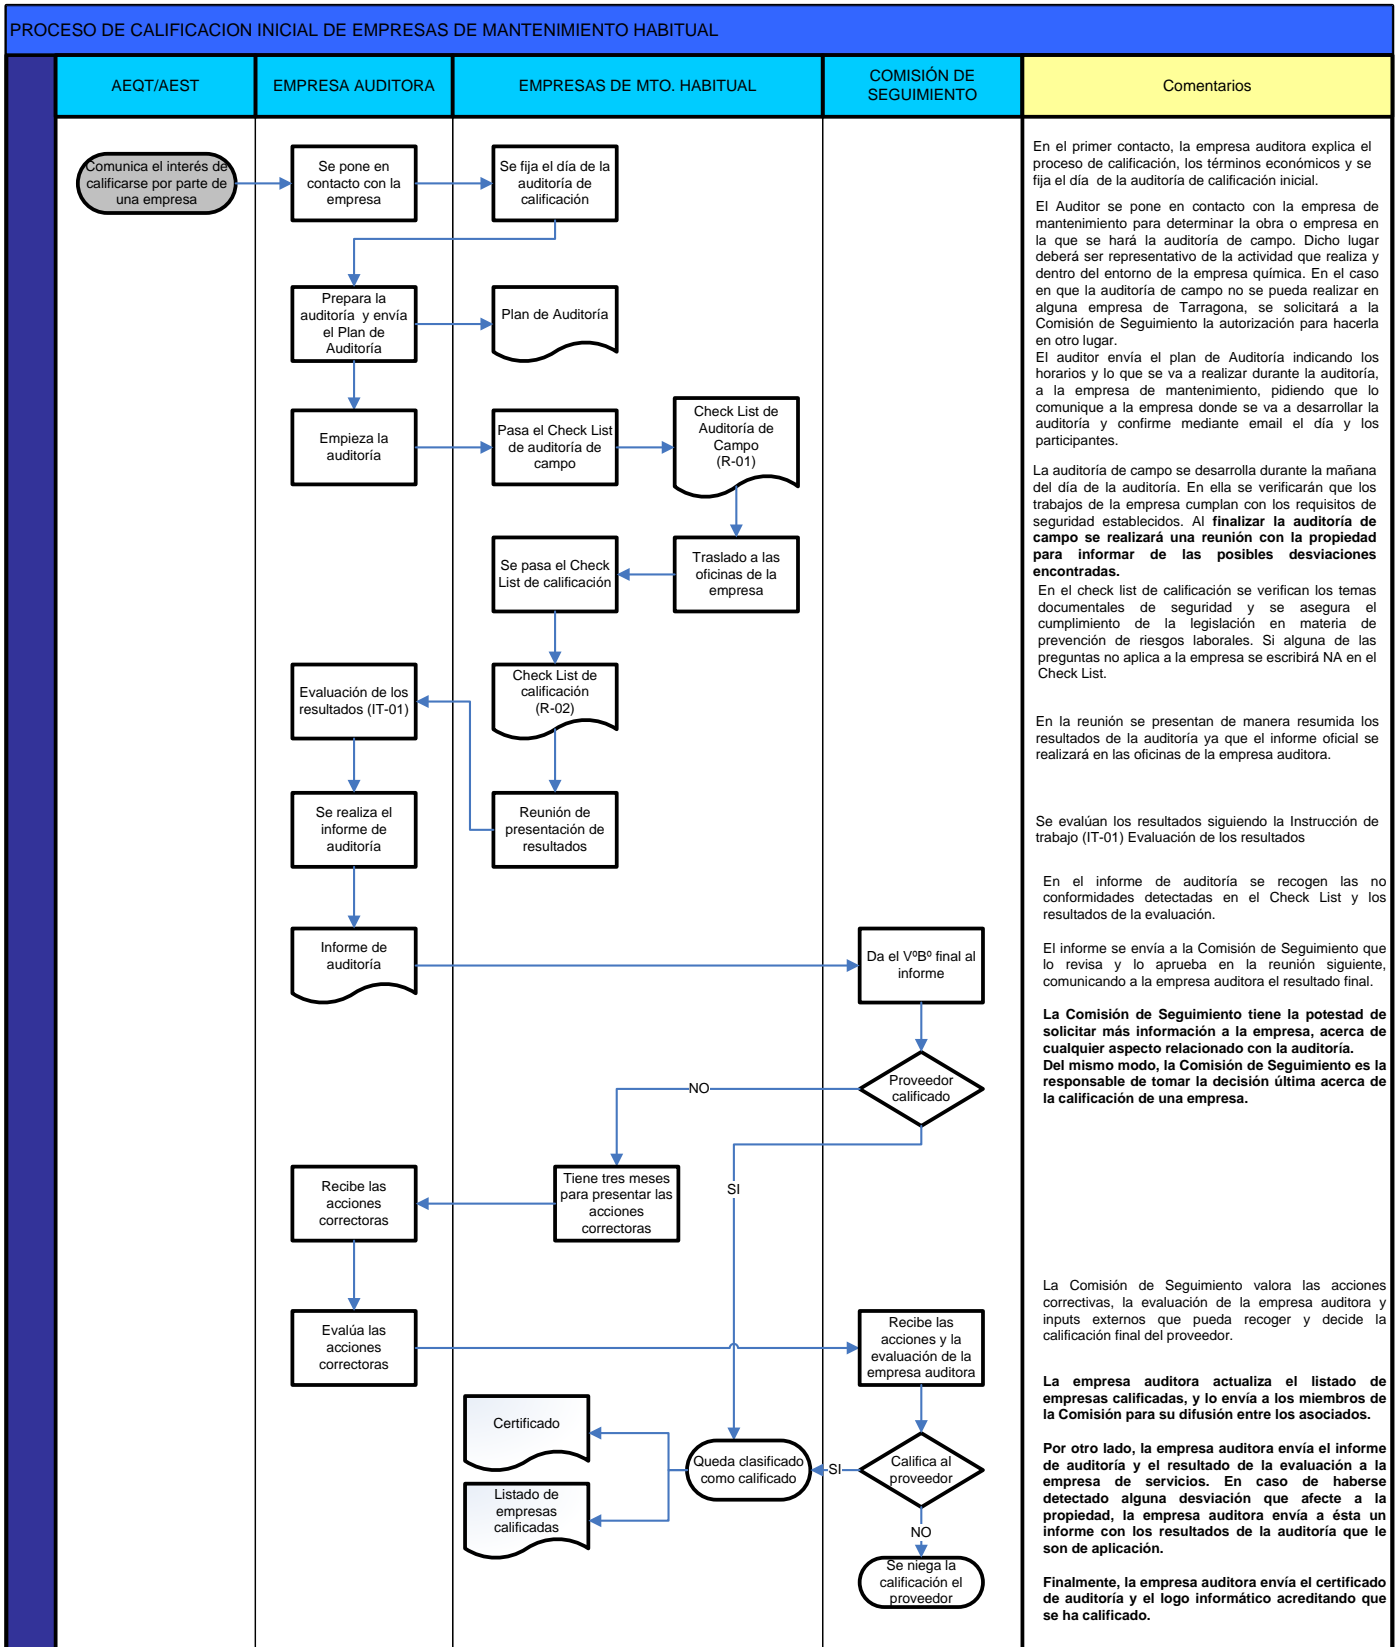 PROCESO DE CALIFICACION INICIAL DE EMPRESAS DE MANTENIMIENTO HABITUAL
AEQT/AEST
EMPRESA AUDITORA
EMPRESAS DE MTO. HABITUAL
COMISIÓN DE
SEGUIMIENTO
Comentarios
Comunica el interés de
calificarse por parte de
una empresa
Se pone en
contacto con la
empresa
Se fija el día de la
auditoría de
calificación
Prepara la
auditoría y envía
el Plan de
Auditoría
Plan de Auditoría
Empieza la
auditoría
Pasa el Check List
de auditoría de
campo
Check List de
Auditoría de
Campo
(R-01)
Traslado a las
oficinas de la
empresa
Se pasa el Check
List de calificación
Check List de
calificación
(R-02)
Evaluación de los
resultados (IT-01)
Reunión de
presentación de
resultados
Se realiza el
informe de
auditoría
Informe de
auditoría
Da el VºBº final al
informe
Proveedor
calificado
NO
SI
Tiene tres meses
para presentar las
acciones
correctoras
Recibe las
acciones
correctoras
Evalúa las
acciones
correctoras
Recibe las
acciones y la
evaluación de la
empresa auditora
Califica al
proveedor
SI
NO
Queda clasificado
como calificado
Certificado
Listado de
empresas
calificadas
Se niega la
calificación el
proveedor
En el primer contacto, la empresa auditora explica el
proceso de calificación, los términos económicos y se
fija el día de la auditoría de calificación inicial.
El Auditor se pone en contacto con la empresa de
mantenimiento para determinar la obra o empresa en
la que se hará la auditoría de campo. Dicho lugar
deberá ser representativo de la actividad que realiza y
dentro del entorno de la empresa química. En el caso
en que la auditoría de campo no se pueda realizar en
alguna empresa de Tarragona, se solicitará a la
Comisión de Seguimiento la autorización para hacerla
en otro lugar.
El auditor envía el plan de Auditoría indicando los
horarios y lo que se va a realizar durante la auditoría,
a la empresa de mantenimiento, pidiendo que lo
comunique a la empresa donde se va a desarrollar la
auditoría y confirme mediante email el día y los
participantes.
La auditoría de campo se desarrolla durante la mañana
del día de la auditoría. En ella se verificarán que los
trabajos de la empresa cumplan con los requisitos de
seguridad establecidos. Al finalizar la auditoría de
campo se realizará una reunión con la propiedad
para informar de las posibles desviaciones
encontradas.
En el check list de calificación se verifican los temas
documentales de seguridad y se asegura el
cumplimiento de la legislación en materia de
prevención de riesgos laborales. Si alguna de las
preguntas no aplica a la empresa se escribirá NA en el
Check List.
En la reunión se presentan de manera resumida los
resultados de la auditoría ya que el informe oficial se
realizará en las oficinas de la empresa auditora.
Se evalúan los resultados siguiendo la Instrucción de
trabajo (IT-01) Evaluación de los resultados
En el informe de auditoría se recogen las no
conformidades detectadas en el Check List y los
resultados de la evaluación.
El informe se envía a la Comisión de Seguimiento que
lo revisa y lo aprueba en la reunión siguiente,
comunicando a la empresa auditora el resultado final.
La Comisión de Seguimiento tiene la potestad de
solicitar más información a la empresa, acerca de
cualquier aspecto relacionado con la auditoría.
Del mismo modo, la Comisión de Seguimiento es la
responsable de tomar la decisión última acerca de
la calificación de una empresa.
La Comisión de Seguimiento valora las acciones
correctivas, la evaluación de la empresa auditora y
inputs externos que pueda recoger y decide la
calificación final del proveedor.
La empresa auditora actualiza el listado de
empresas calificadas, y lo envía a los miembros de
la Comisión para su difusión entre los asociados.
Por otro lado, la empresa auditora envía el informe
de auditoría y el resultado de la evaluación a la
empresa de servicios. En caso de haberse
detectado alguna desviación que afecte a la
propiedad, la empresa auditora envía a ésta un
informe con los resultados de la auditoría que le
son de aplicación.
Finalmente, la empresa auditora envía el certificado
de auditoría y el logo informático acreditando que
se ha calificado.